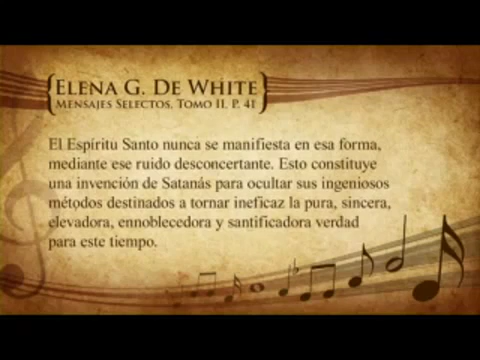 {ELENA G. DE WHITE}
MENSAJES SELECTOS, TOMO II, P. 41
El Espíritu Santo nunca se manifiesta en esa forma,
mediante ese ruido desconcertante. Esto constituye
una invención de Satanás para ocultar sus ingeniosos
métodos destinados a tornar ineficaz la pura, sincera,
elevadora, ennoblecedora y santificadora verdad
para este tiempo.